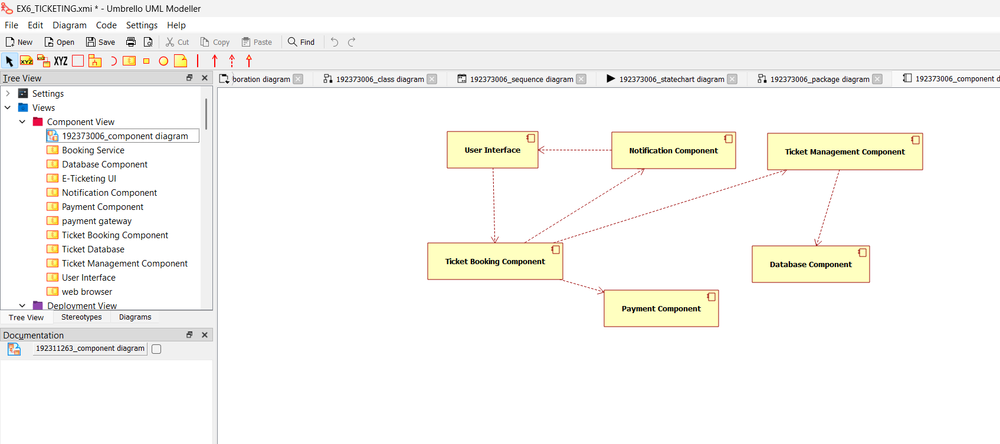 EX6_TICKETING.xmi * - Umbrello UML Modeller
File Edit Diagram Code Settings Help
New Open Save Cut Copy Paste Find
XYZ XYZ XYZ
Tree View
boration diagram 192373006_class diagram 192373006_sequence diagram 192373006_statechart diagram 192373006_package diagram 192373006_component d
Settings
Views
Component View
192373006_component diagram
Booking Service
Database Component
E-Ticketing UI
Notification Component
Payment Component
payment gateway
Ticket Booking Component
Ticket Database
Ticket Management Component
User Interface
web browser
Deployment View
Tree View Stereotypes Diagrams
Documentation
192311263_component diagram
User Interface
Notification Component
Ticket Management Component
Ticket Booking Component
Database Component
Payment Component